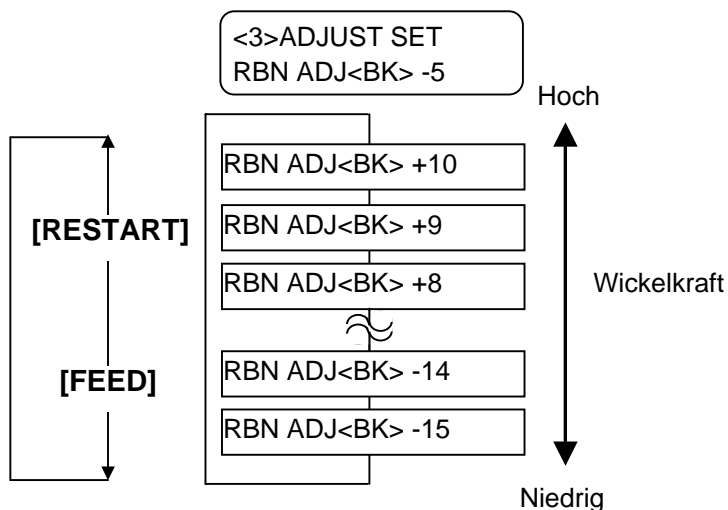 <3>ADJUST SET
RBN ADJ<BK> -5
Hoch
RBN ADJ<BK> +10
[RESTART]
RBN ADJ<BK> +9
RBN ADJ<BK> +8
Wickelkraft
[FEED]
RBN ADJ<BK> -14
RBN ADJ<BK> -15
Niedrig